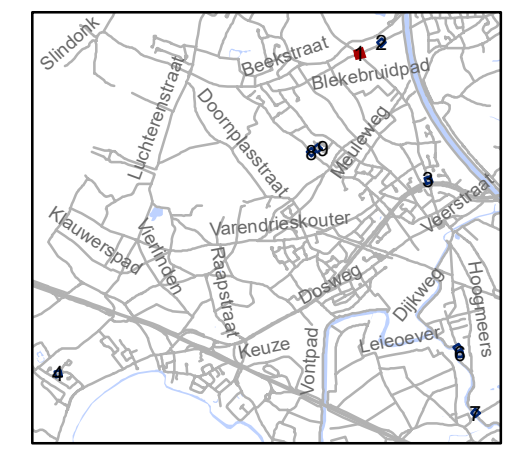 Slindonk
Beekstraat
1
2
Blekebruidpad
Luchterenstraat
Doornplasstraat
Meuleweg
9
3
Veerstraat
Klauwerspad
Vierlinden
Varendrieskouter
Raapstraat
Dosweg
Dijkweg
Hoogmeers
Keuze
Vontpad
Leieoever
4
6
7